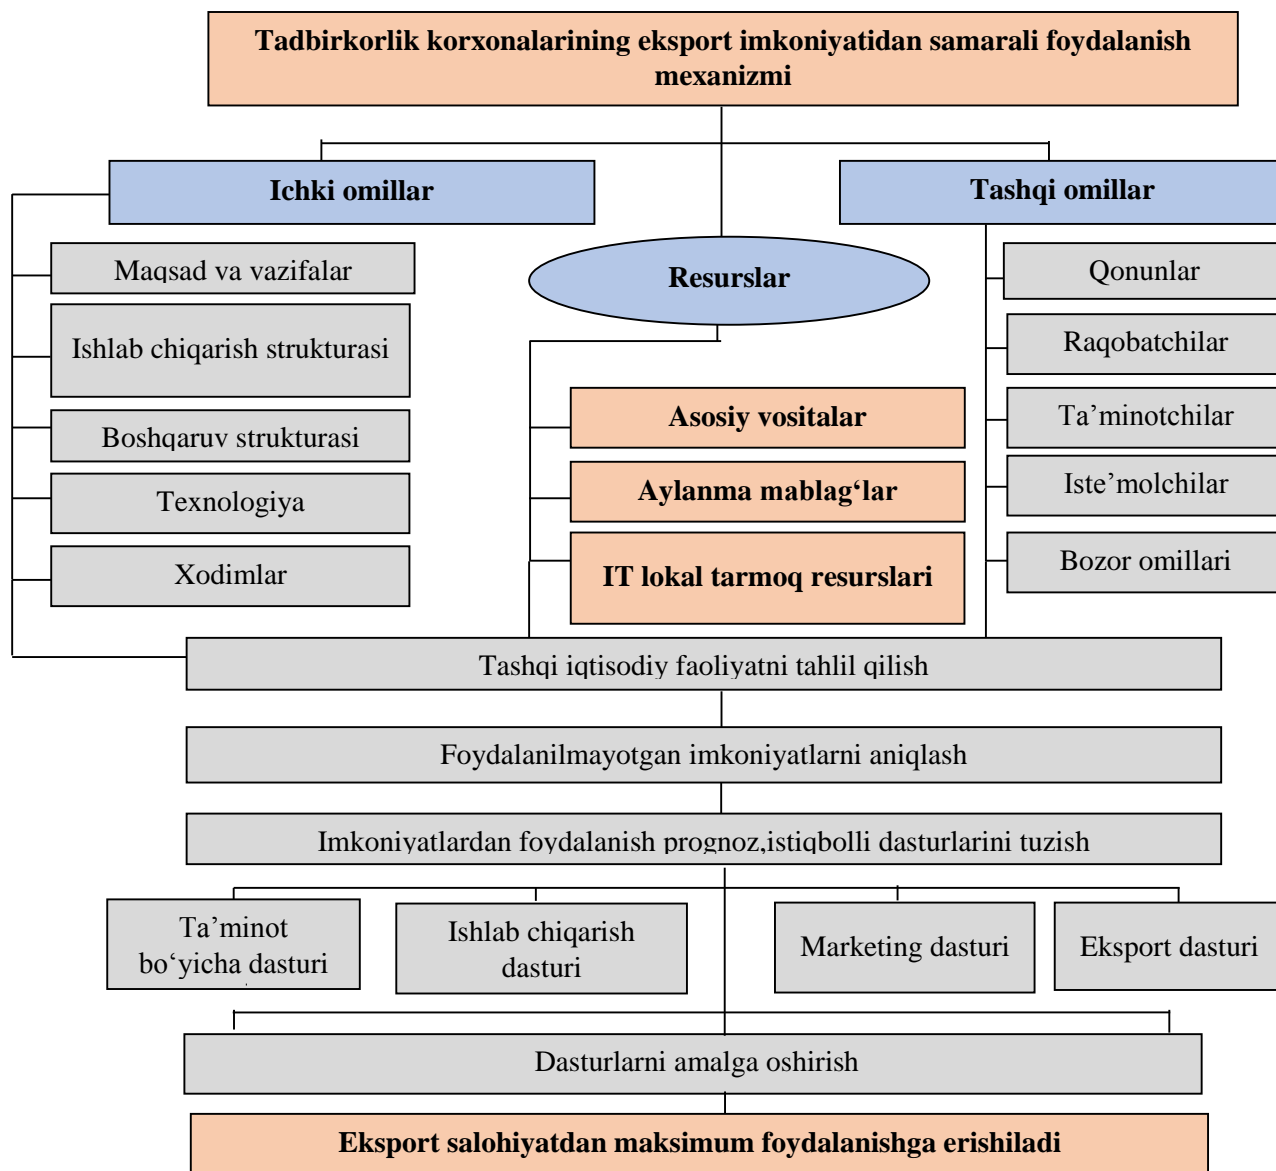 Tadbirkorlik korxonalarining eksport imkoniyatidan samarali foydalanish
mexanizmi
Ichki omillar
Tashqi omillar
Maqsad va vazifalar
Ishlab chiqarish strukturasi
Boshqaruv strukturasi
Texnologiya
Xodimlar
Resurslar
Asosiy vositalar
Aylanma mablag‘lar
IT lokal tarmoq resurslari
Qonunlar
Raqobatchilar
Ta’minotchilar
Iste’molchilar
Bozor omillari
Tashqi iqtisodiy faoliyatni tahlil qilish
Foydalanilmayotgan imkoniyatlarni aniqlash
Imkoniyatlardan foydalanish prognoz,istiqbolli dasturlarini tuzish
Ta’minot
bo‘yicha dasturi
Ishlab chiqarish
dasturi
Marketing dasturi
Eksport dasturi
Dasturlarni amalga oshirish
Eksport salohiyatdan maksimum foydalanishga erishiladi